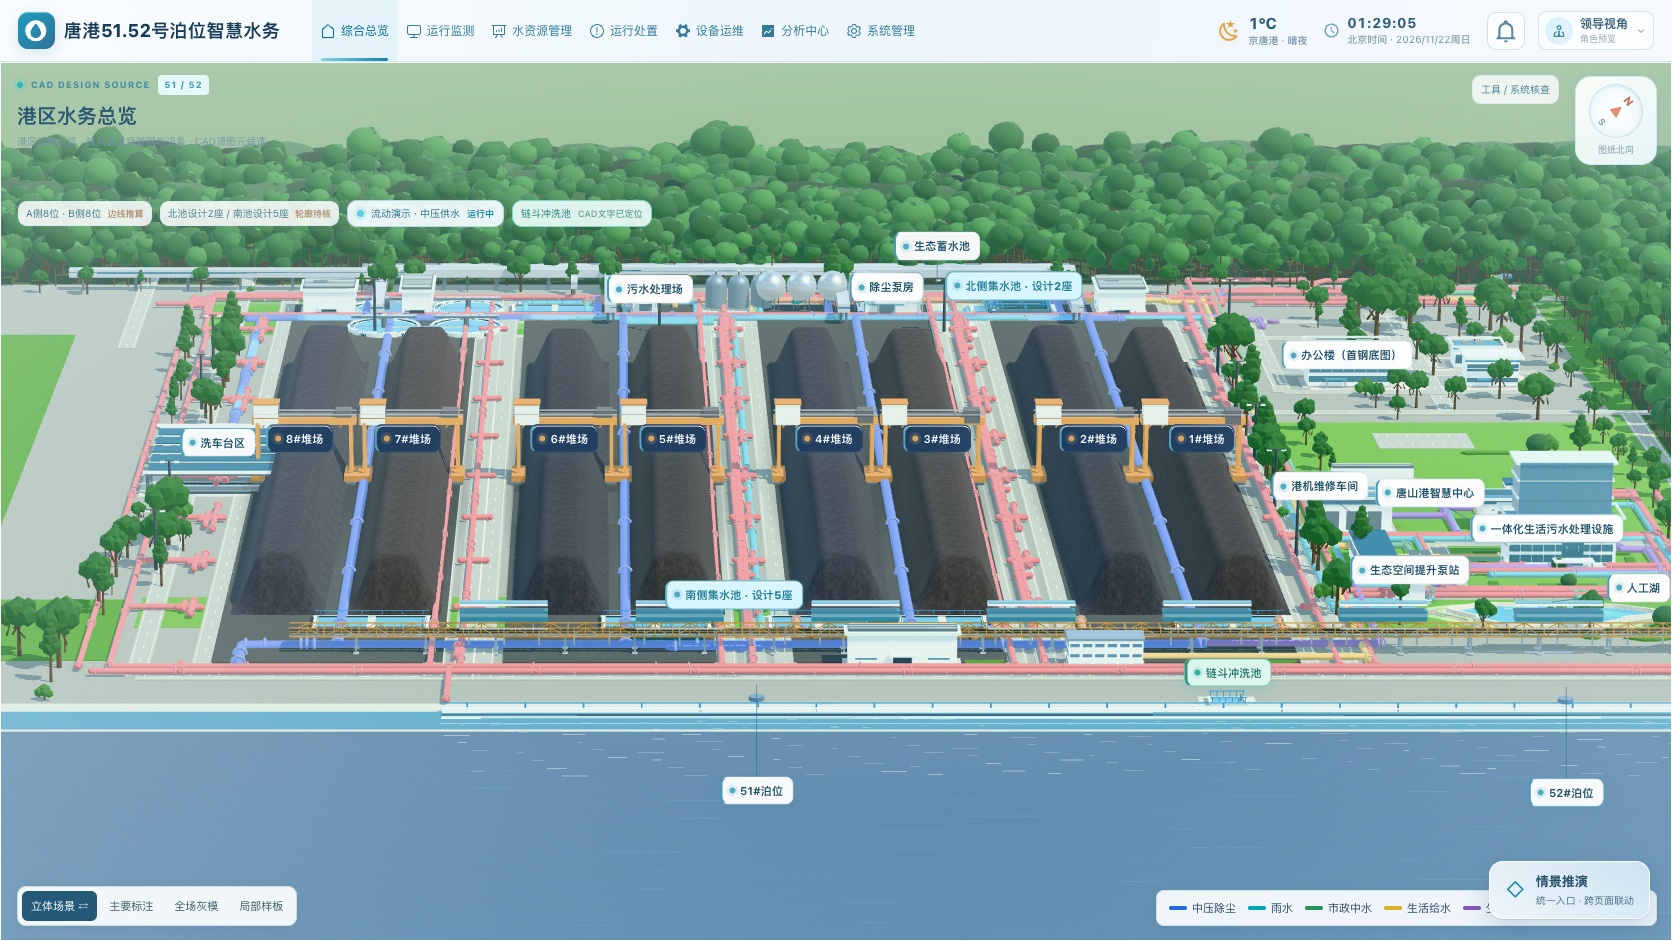 唐港51.52号泊位智慧水务
综合总览
运行监测
水资源管理
运行处置
设备运维
分析中心
系统管理
1°C
京唐港 · 晴夜
01:29:05
北京时间 · 2026/11/22周日
领导视角
角色预览
CAD DESIGN SOURCE 51 / 52
港区水务总览
工具 / 系统核查
N
S
图纸北向
A侧8位 · B侧8位 边线推算
北池设计2座 / 南池设计5座 轮廓待核
流动演示 · 中压供水 运行中
链斗冲洗池 CAD文字已定位
生态蓄水池
污水处理场
除尘泵房
北侧集水池 · 设计2座
办公楼（首钢底图）
洗车台区
8#堆场
7#堆场
6#堆场
5#堆场
4#堆场
3#堆场
2#堆场
1#堆场
港机维修车间
唐山港智慧中心
一体化生活污水处理设施
生态空间提升泵站
人工湖
南侧集水池 · 设计5座
链斗冲洗池
51#泊位
52#泊位
立体场景
主要标注
全场灰模
局部样板
中压除尘
雨水
市政中水
生活给水
情景推演
统一入口 · 跨页面联动